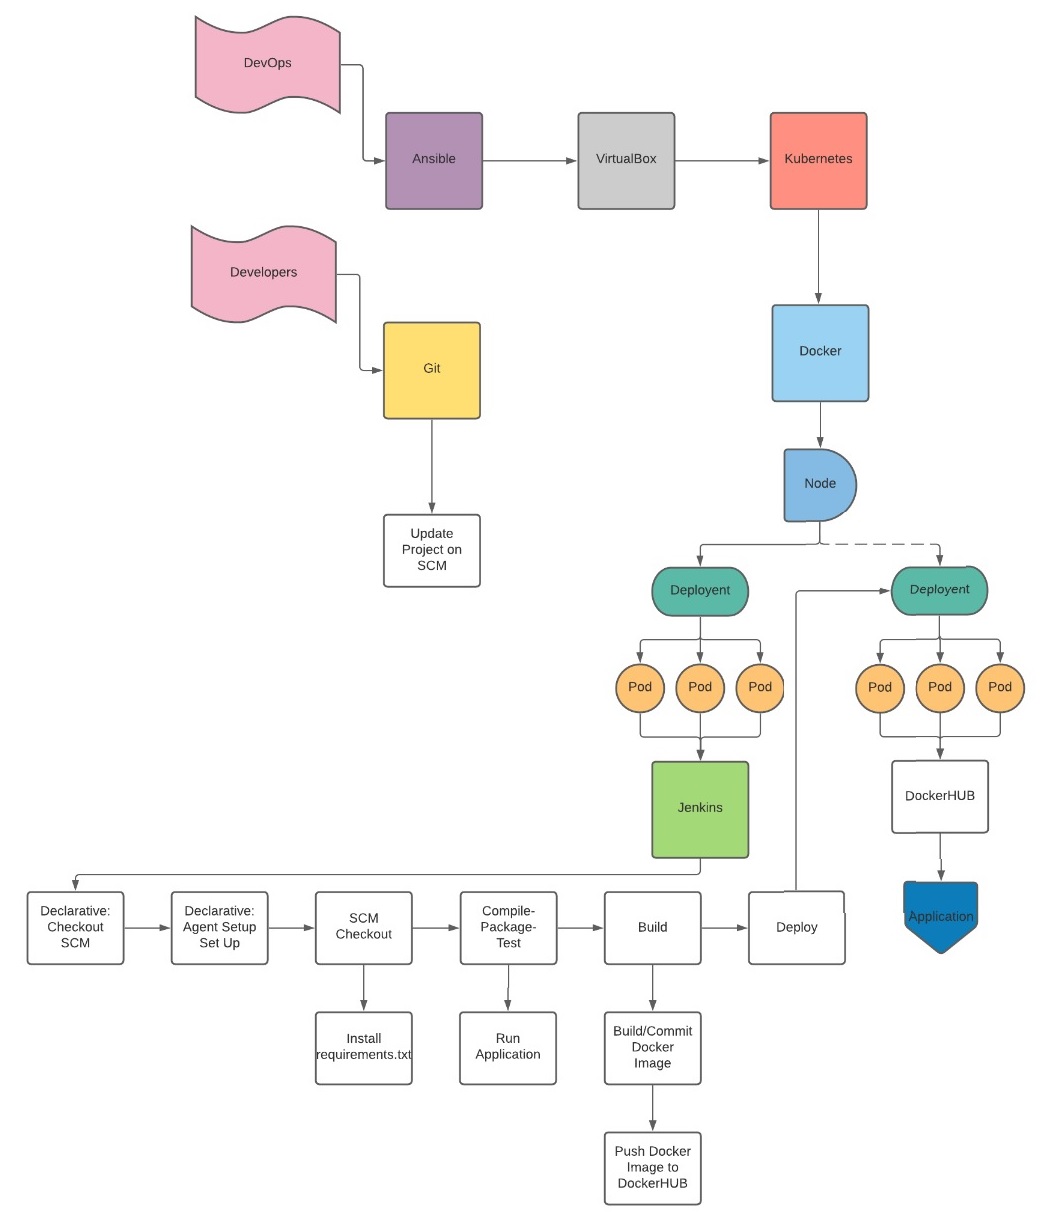 DevOps
Ansible
VirtualBox
Kubernetes
Developers
Git
Docker
Update
Project on
SCM
Node
Deployent
Deployent
Pod
Pod
Pod
Pod
Pod
Pod
Jenkins
DockerHUB
Declarative:
Checkout
SCM
Declarative:
Agent Setup
Set Up
SCM
Checkout
Compile-
Package-
Test
Build
Deploy
Application
Install
requirements.txt
Run
Application
Build/Commit
Docker
Image
Push Docker
Image to
DockerHUB